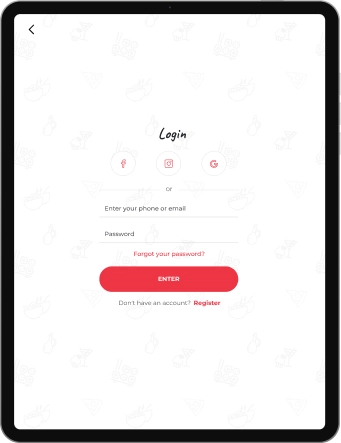 Login
or
Enter your phone or email
Password
Forgot your password?
ENTER
Don't have an account? Register